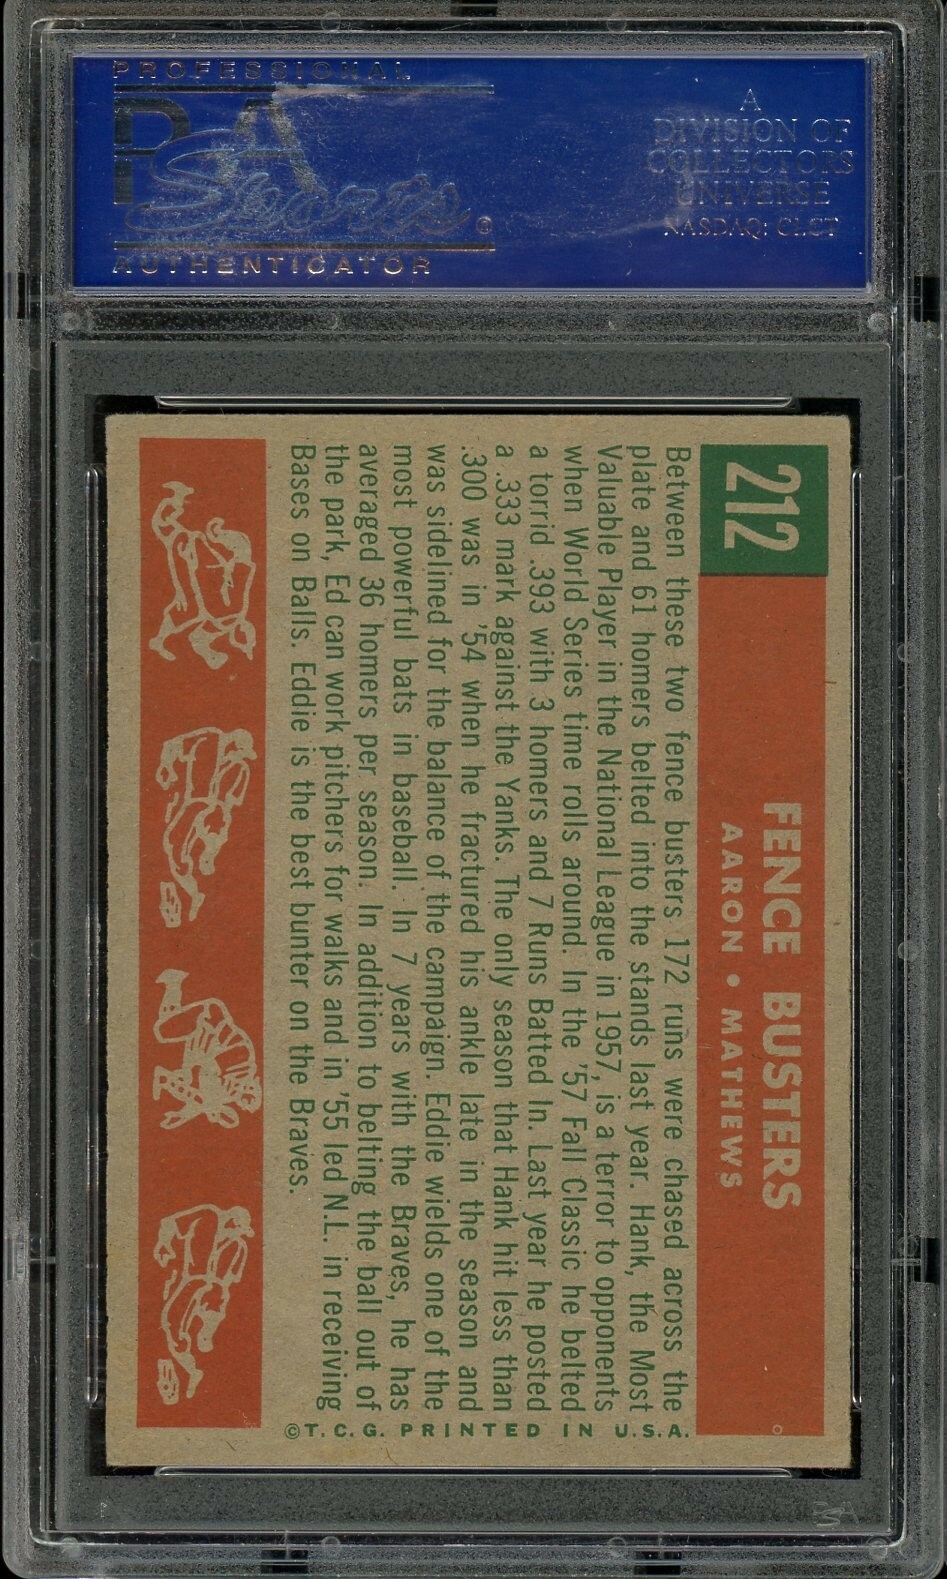 PROFESSIONAL
PSA
Sports®
AUTHENTICATOR
A
DIVISION OF
COLLECTORS
UNIVERSE
NASDAQ: CLCT
212
FENCE BUSTERS
AARON • MATHEWS
Between these two fence busters 172 runs were chased across the
plate and 61 homers belted into the stands last year. Hank, the Most
Valuable Player in the National League in 1957, is a terror to opponents
when World Series time rolls around. In the '57 Fall Classic he belted
a torrid .393 with 3 homers and 7 Runs Batted In. Last year he posted
a .333 mark against the Yanks. The only season that Hank hit less than
.300 was in '54 when he fractured his ankle late in the season and
was sidelined for the balance of the campaign. Eddie wields one of the
most powerful bats in baseball. In 7 years with the Braves, he has
averaged 36 homers per season. In addition to belting the ball out of
the park, Ed can work pitchers for walks and in '55 led N.L. in receiving
Bases on Balls. Eddie is the best bunter on the Braves.
©T.C.G. PRINTED IN U.S.A.
PSA